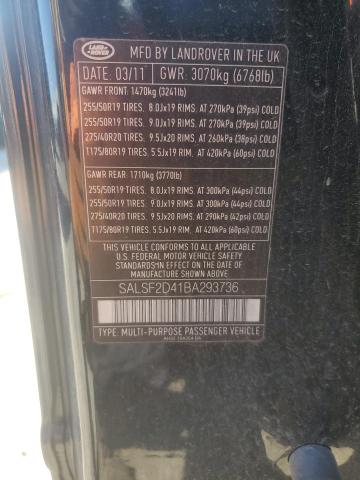 LAND ROVER
MFD BY LANDROVER IN THE UK
DATE: 03/11 GWR: 3070kg (6768lb)
GAWR FRONT: 1470kg (3241lb)
255/50R19 TIRES, 8.0Jx19 RIMS, AT 270kPa (39psi) COLD
255/50R19 TIRES, 9.0Jx19 RIMS, AT 270kPa (39psi) COLD
275/40R20 TIRES, 9.5Jx20 RIMS, AT 260kPa (38psi) COLD
T175/80R19 TIRES, 5.5Jx19 RIM, AT 420kPa (60psi) COLD
GAWR REAR: 1710kg (3770lb)
255/50R19 TIRES, 8.0Jx19 RIMS, AT 300kPa (44psi) COLD
255/50R19 TIRES, 9.0Jx19 RIMS, AT 300kPa (44psi) COLD
275/40R20 TIRES, 9.5Jx20 RIMS, AT 290kPa (42psi) COLD
T175/80R19 TIRES, 5.5Jx19 RIM, AT 420kPa (60psi) COLD
THIS VEHICLE CONFORMS TO ALL APPLICABLE
U.S. FEDERAL MOTOR VEHICLE SAFETY
AND THEFT PREVENTION STANDARDS IN EFFECT
ON THE DATE OF MANUFACTURE SHOWN ABOVE
SALSF2D41BA293736
TYPE: MULTI-PURPOSE PASSENGER VEHICLE